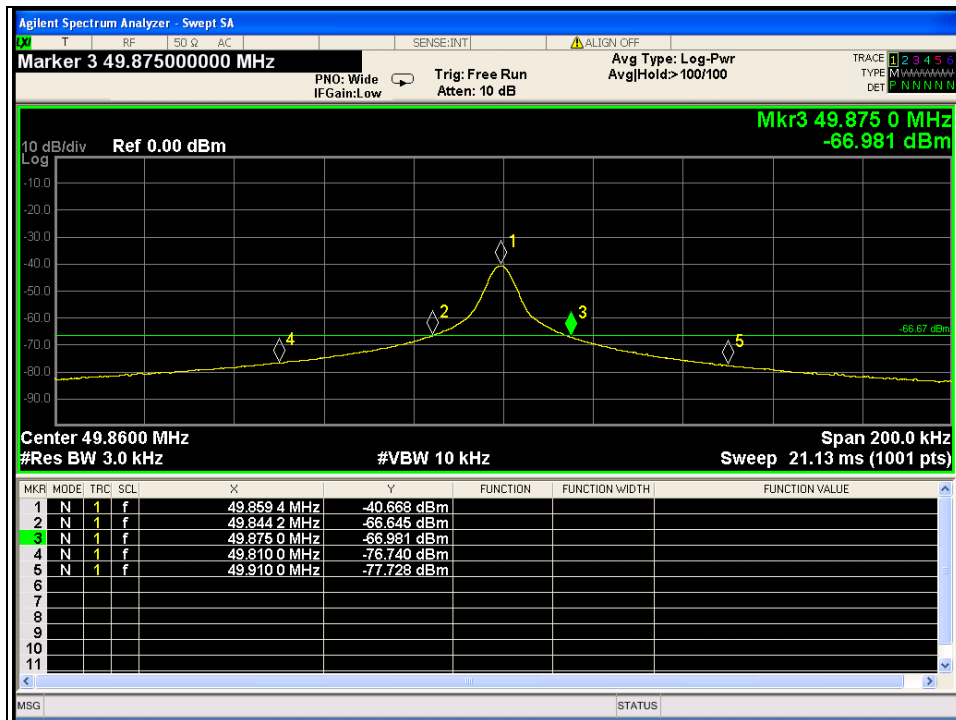 Agilent Spectrum Analyzer - Swept SA
LXI T RF 50 Ω AC SENSE:INT ALIGN OFF
Marker 3 49.875000000 MHz
PNO: Wide
IFGain:Low
Trig: Free Run
Atten: 10 dB
Avg Type: Log-Pwr
Avg|Hold:>100/100
TRACE 1 2 3 4 5 6
TYPE M
DET P N N N N N
Mkr3 49.875 0 MHz
-66.981 dBm
10 dB/div Ref 0.00 dBm
Log
-10.0
-20.0
-30.0
-40.0
-50.0
-60.0
-70.0
-80.0
-90.0
1
2
3
4
5
-66.67 dBm
Center 49.8600 MHz Span 200.0 kHz
#Res BW 3.0 kHz #VBW 10 kHz Sweep 21.13 ms (1001 pts)
MKR MODE TRC SCL X Y FUNCTION FUNCTION WIDTH FUNCTION VALUE
1 N 1 f 49.859 4 MHz -40.668 dBm
2 N 1 f 49.844 2 MHz -66.645 dBm
3 N 1 f 49.875 0 MHz -66.981 dBm
4 N 1 f 49.810 0 MHz -76.740 dBm
5 N 1 f 49.910 0 MHz -77.728 dBm
6
7
8
9
10
11
MSG STATUS